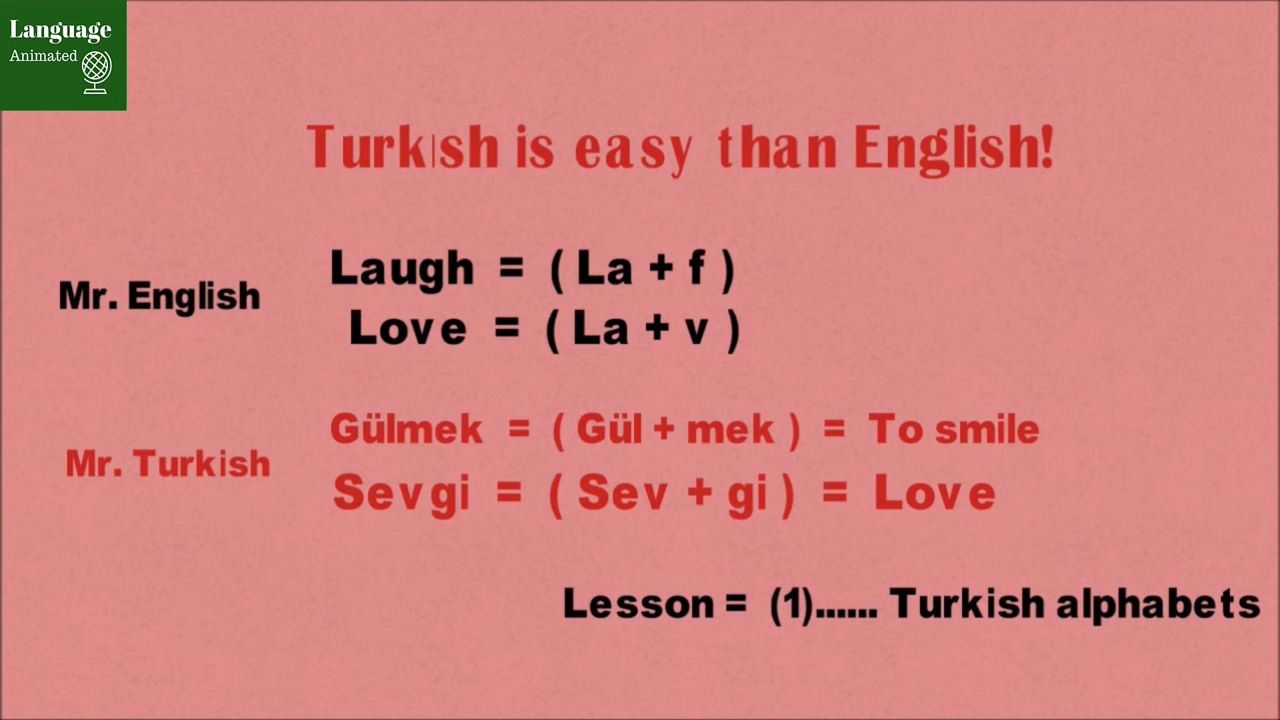 Language
Animated
Turkish is easy than English!
Mr. English
Laugh = ( La + f )
Love = ( La + v )
Mr. Turkish
Gülmek = ( Gül + mek ) = To smile
Sevgi = ( Sev + gi ) = Love
Lesson = (1)...... Turkish alphabets